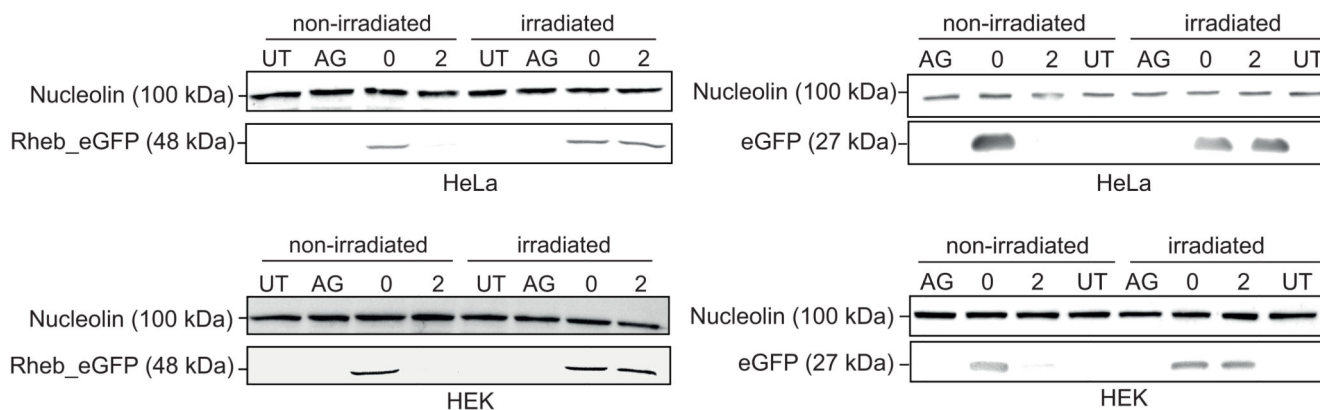 non-irradiated irradiated
UT AG 0 2 UT AG 0 2
Nucleolin (100 kDa)
Rheb_eGFP (48 kDa)
HeLa
non-irradiated irradiated
AG 0 2 UT AG 0 2 UT
Nucleolin (100 kDa)
eGFP (27 kDa)
HeLa
non-irradiated irradiated
UT AG 0 2 UT AG 0 2
Nucleolin (100 kDa)
Rheb_eGFP (48 kDa)
HEK
non-irradiated irradiated
AG 0 2 UT AG 0 2 UT
Nucleolin (100 kDa)
eGFP (27 kDa)
HEK